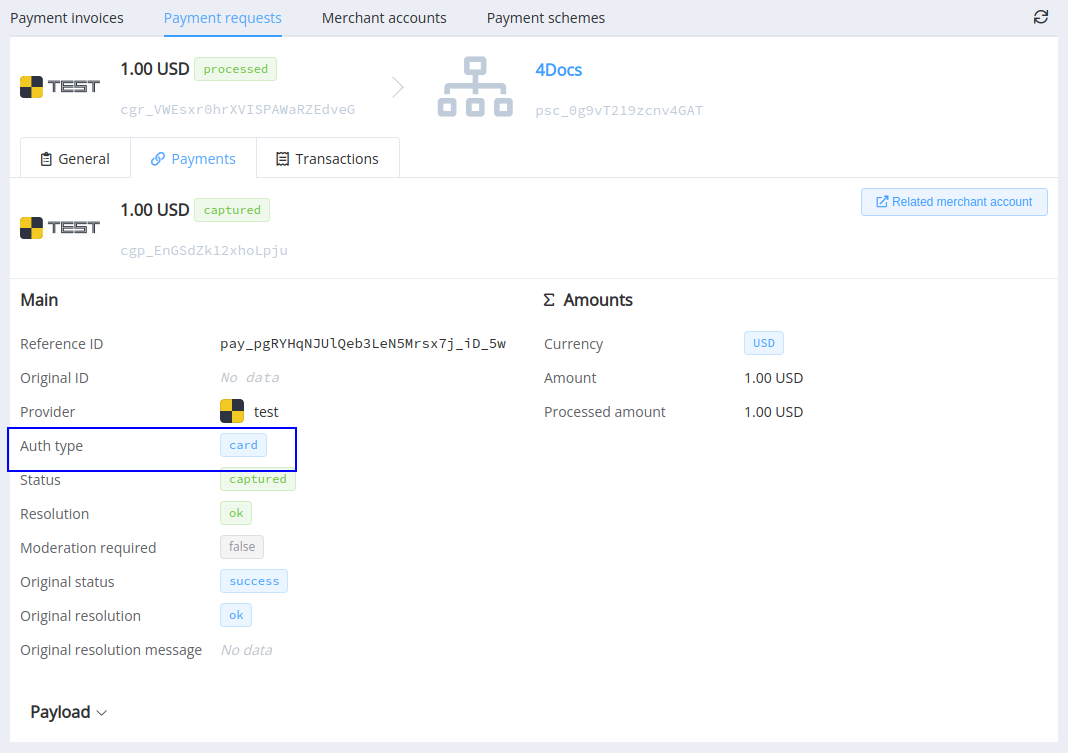 Payment invoices Payment requests Merchant accounts Payment schemes
TEST 1.00 USD processed 4Docs
cgr_VWEsxr0hrXVISPAWaRZEdveG psc_0g9vT219zcnv4GAT
General Payments Transactions
TEST 1.00 USD captured Related merchant account
cgp_EnGSdZk12xhoLpju
Main Σ Amounts
Reference ID pay_pgRYHqNJUlQeb3LeN5Mrsx7j_iD_5w Currency USD
Original ID No data Amount 1.00 USD
Provider test Processed amount 1.00 USD
Auth type card
Status captured
Resolution ok
Moderation required false
Original status success
Original resolution ok
Original resolution message No data
Payload